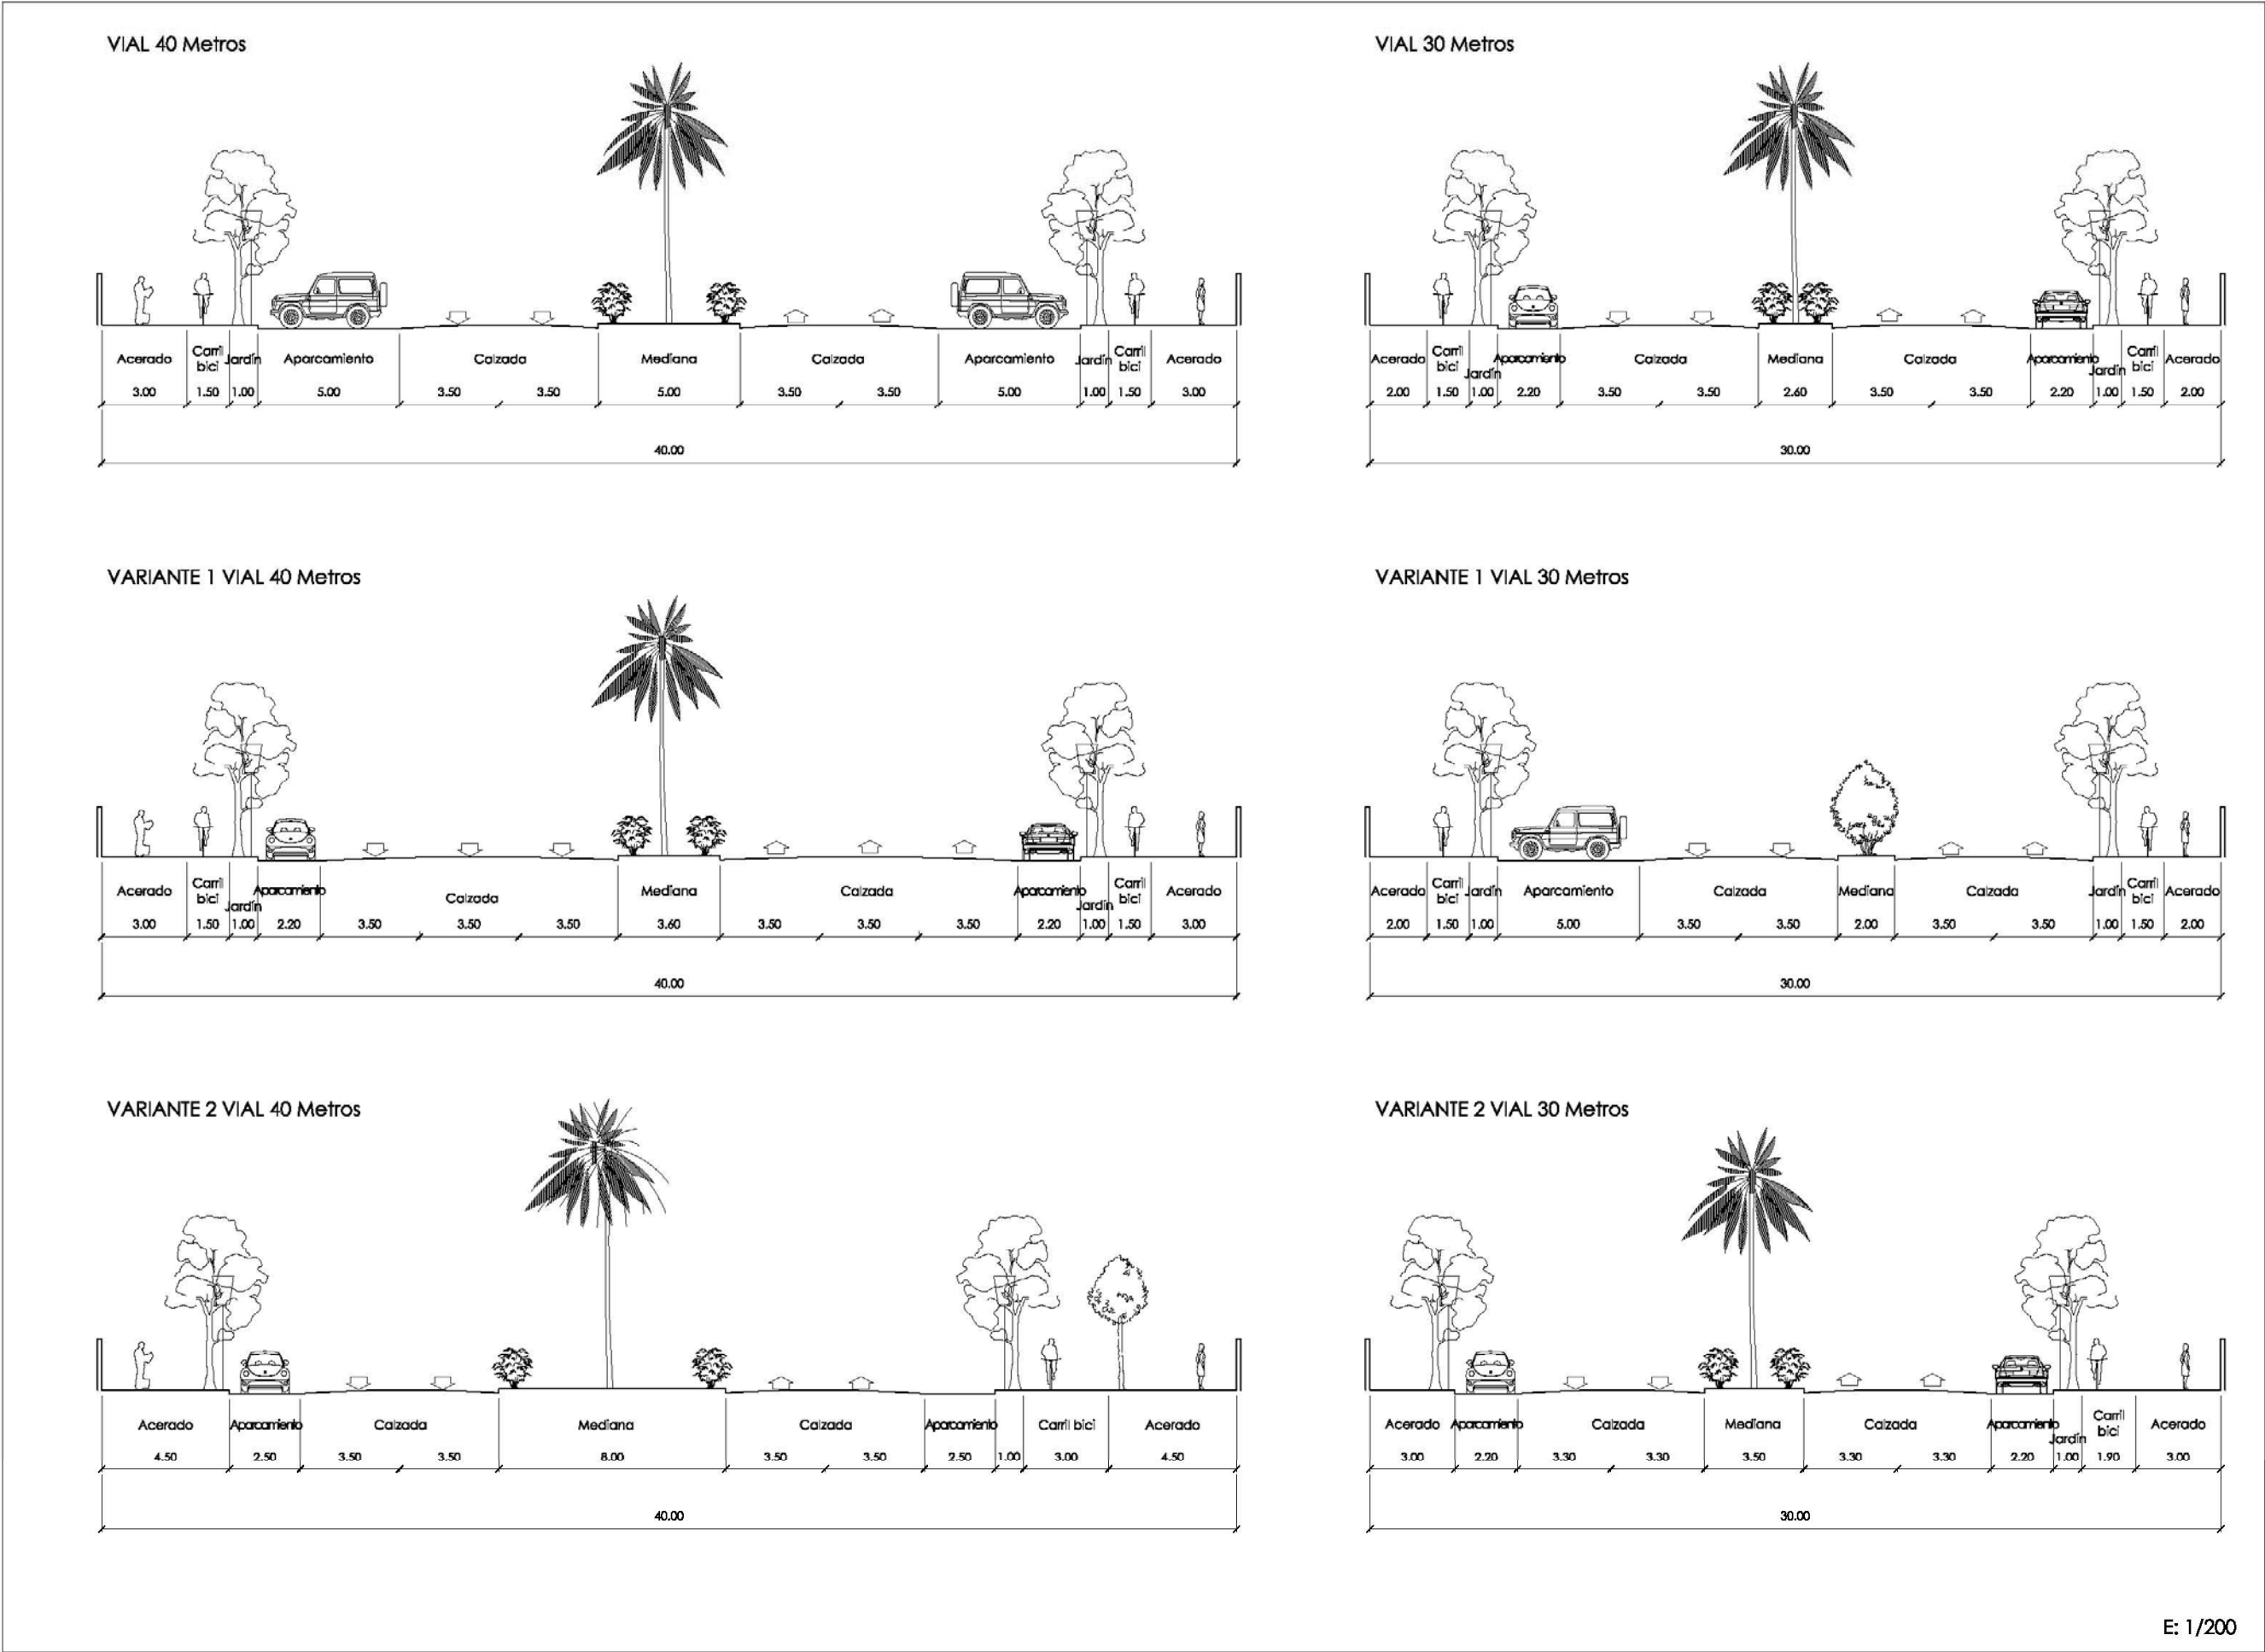 VIAL 40 Metros
Acerado Carril bici Jardín Aparcamiento Calzada Mediana Calzada Aparcamiento Jardín Carril bici Acerado
3.00 1.50 1.00 5.00 3.50 3.50 5.00 3.50 3.50 5.00 1.00 1.50 3.00
40.00
VIAL 30 Metros
Acerado Carril bici Jardín Aparcamiento Calzada Mediana Calzada Aparcamiento Jardín Carril bici Acerado
2.00 1.50 1.00 2.20 3.50 3.50 2.60 3.50 3.50 2.20 1.00 1.50 2.00
30.00
VARIANTE 1 VIAL 40 Metros
Acerado Carril bici Jardín Aparcamiento Calzada Mediana Calzada Aparcamiento Jardín Carril bici Acerado
3.00 1.50 1.00 2.20 3.50 3.50 3.50 3.60 3.50 3.50 3.50 2.20 1.00 1.50 3.00
40.00
VARIANTE 1 VIAL 30 Metros
Acerado Carril bici Jardín Aparcamiento Calzada Mediana Calzada Jardín Carril bici Acerado
2.00 1.50 1.00 5.00 3.50 3.50 2.00 3.50 3.50 1.00 1.50 2.00
30.00
VARIANTE 2 VIAL 40 Metros
Acerado Aparcamiento Calzada Mediana Calzada Aparcamiento Carril bici Acerado
4.50 2.50 3.50 3.50 8.00 3.50 3.50 2.50 1.00 3.00 4.50
40.00
VARIANTE 2 VIAL 30 Metros
Acerado Aparcamiento Calzada Mediana Calzada Aparcamiento Jardín Carril bici Acerado
3.00 2.20 3.30 3.30 3.50 3.30 3.30 2.20 1.00 1.90 3.00
30.00
E: 1/200